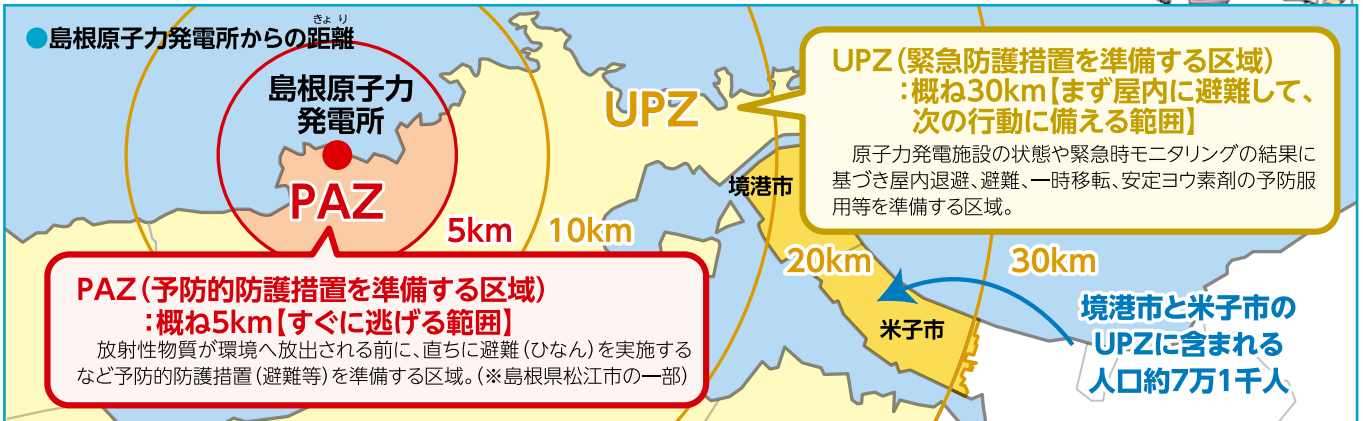 ●島根原子力発電所からの距離
きょり
島根原子力
発電所
PAZ
UPZ
5km
10km
20km
30km
境港市
米子市
UPZ（緊急防護措置を準備する区域）
：概ね30km【まず屋内に避難して、
次の行動に備える範囲】
原子力発電施設の状態や緊急時モニタリングの結果に
基づき屋内退避、避難、一時移転、安定ヨウ素剤の予防服
用等を準備する区域。
PAZ（予防的防護措置を準備する区域）
：概ね5km【すぐに逃げる範囲】
放射性物質が環境へ放出される前に、直ちに避難（ひなん）を実施する
など予防的防護措置（避難等）を準備する区域。（※島根県松江市の一部）
境港市と米子市の
UPZに含まれる
人口約7万1千人